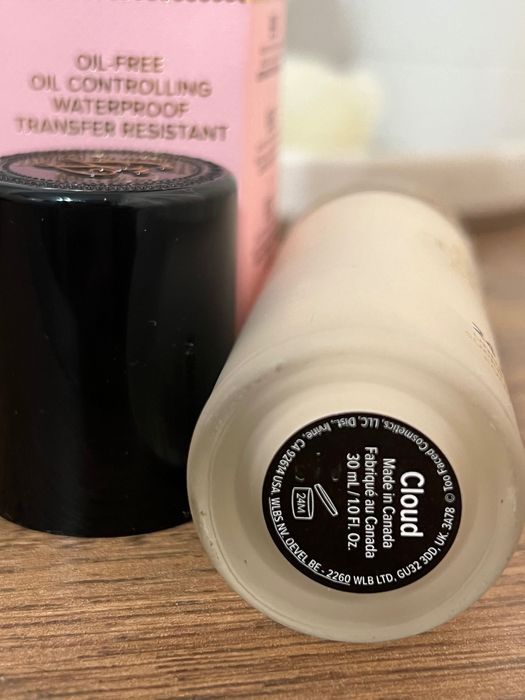 OIL-FREE
OIL CONTROLLING
WATERPROOF
TRANSFER RESISTANT
Cloud
Made in Canada
Fabriqué au Canada
30 mL / 1.0 Fl. Oz.
24M
© Too Faced Cosmetics, LLC, Dist., Irvine, CA 92614 USA, WLBS NV, OEVEL BE - 2260 WLB LTD, GU32 3DD, UK, 3A78